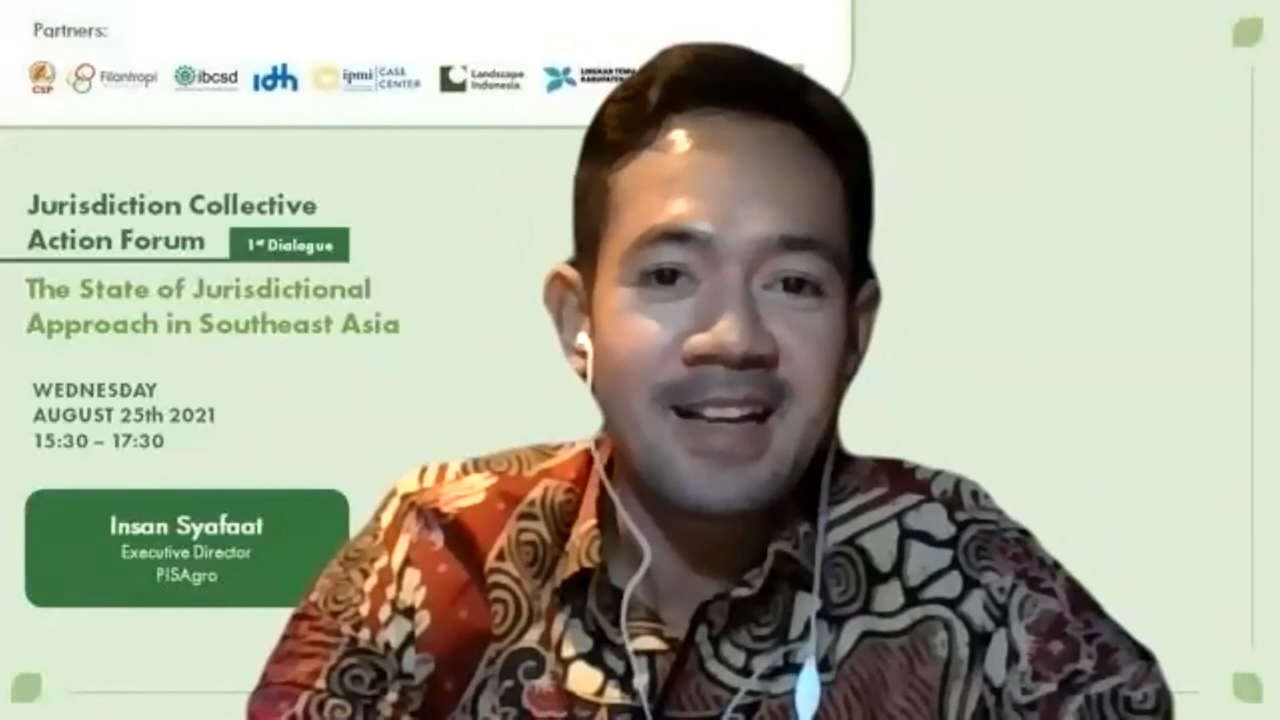 Partners:
CSP
Filantropi
ibcsd
idh
ipmi CASE CENTER
Landscape Indonesia
Jurisdiction Collective
Action Forum 1st Dialogue
The State of Jurisdictional
Approach in Southeast Asia
WEDNESDAY
AUGUST 25th 2021
15:30 – 17:30
Insan Syafaat
Executive Director
PISAgro